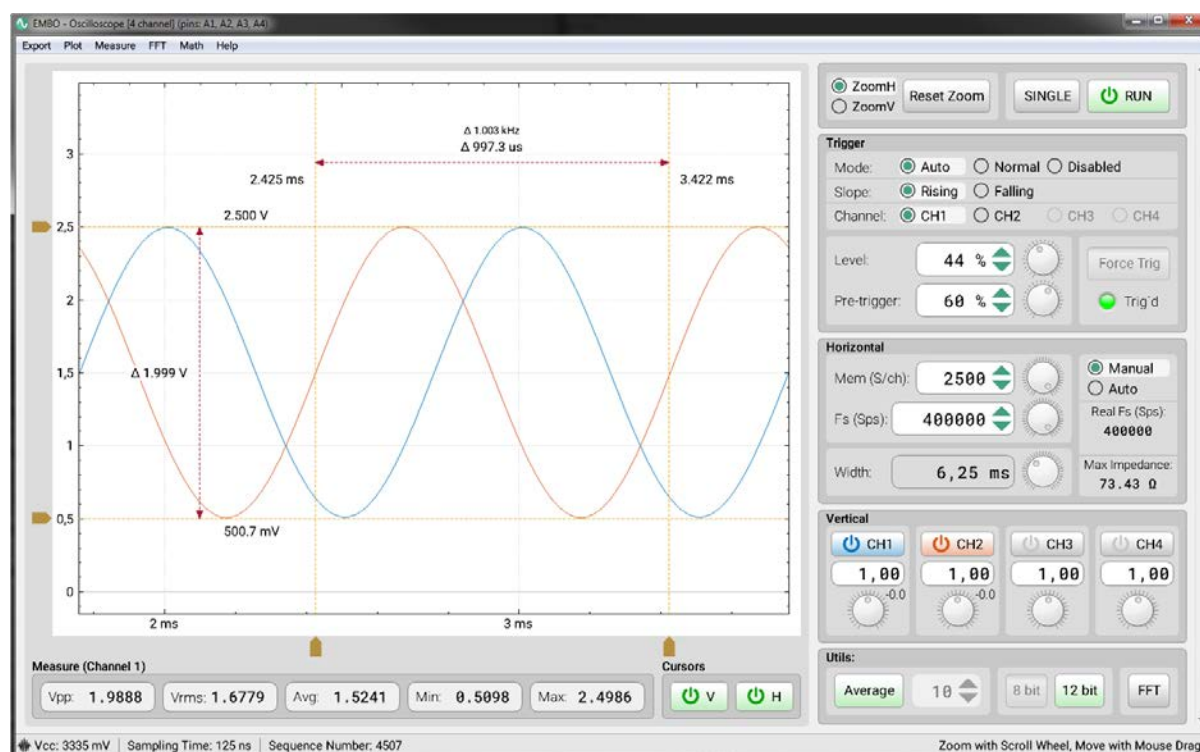 EMBO - Oscilloscope [4 channel] (pins: A1, A2, A3, A4)
Export Plot Measure FFT Math Help
ZoomH
ZoomV
Reset Zoom
SINGLE
RUN
Trigger
Mode: Auto Normal Disabled
Slope: Rising Falling
Channel: CH1 CH2 CH3 CH4
Level: 44 %
Force Trig
Pre-trigger: 60 %
Trig'd
Horizontal
Mem (S/ch): 2500
Manual
Auto
Fs (Sps): 400000
Real Fs (Sps):
400000
Width: 6,25 ms
Max Impedance:
73.43 Ω
Vertical
CH1 CH2 CH3 CH4
1,00 1,00 1,00 1,00
-0.0 -0.0
Utils:
Average 10 8 bit 12 bit FFT
Δ 1.003 kHz
Δ 997.3 us
2.425 ms
3.422 ms
2.500 V
Δ 1.999 V
500.7 mV
3
2,5
2
1,5
1
0,5
0
2 ms 3 ms
Measure (Channel 1)
Vpp: 1.9888 Vrms: 1.6779 Avg: 1.5241 Min: 0.5098 Max: 2.4986
Cursors
V H
Vcc: 3335 mV Sampling Time: 125 ns Sequence Number: 4507
Zoom with Scroll Wheel, Move with Mouse Drag